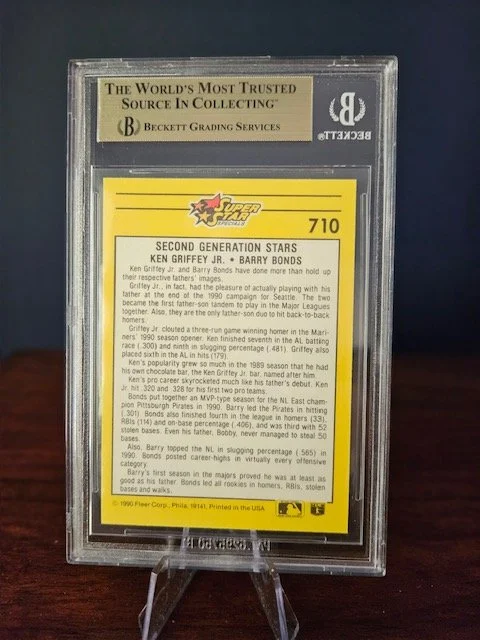 THE WORLD'S MOST TRUSTED
SOURCE IN COLLECTING™
B BECKETT GRADING SERVICES
B
BECKETT
SUPER
STAR
SPECIALS
710
SECOND GENERATION STARS
KEN GRIFFEY JR. • BARRY BONDS
Ken Griffey Jr. and Barry Bonds have done more than hold up
their respective fathers' images.
Griffey Jr., in fact, had the pleasure of actually playing with his
father at the end of the 1990 campaign for Seattle. The two
became the first father-son tandem to play in the Major Leagues
together. Also, they are the only father-son duo to hit back-to-back
homers.
Griffey Jr. clouted a three-run game winning homer in the Mari-
ners' 1990 season opener. Ken finished seventh in the AL batting
race (.300) and ninth in slugging percentage (.481). Griffey also
placed sixth in the AL in hits (179).
Ken's popularity grew so much in the 1989 season that he had
his own chocolate bar, the Ken Griffey Jr. bar, named after him.
Ken's pro career skyrocketed much like his father's debut. Ken
Jr. hit .320 and .328 for his first two pro teams.
Bonds put together an MVP-type season for the NL East cham-
pion Pittsburgh Pirates in 1990. Barry led the Pirates in hitting
(.301). Bonds also finished fourth in the league in homers (33),
RBIs (114) and on-base percentage (.406), and was third with 52
stolen bases. Even his father, Bobby, never managed to steal 50
bases.
Also, Barry topped the NL in slugging percentage (.565) in
1990. Bonds posted career-highs in virtually every offensive
category.
Barry's first season in the majors proved he was at least as
good as his father. Bonds led all rookies in homers, RBIs, stolen
bases and walks.
© 1990 Fleer Corp., Phila. 19141, Printed in the USA